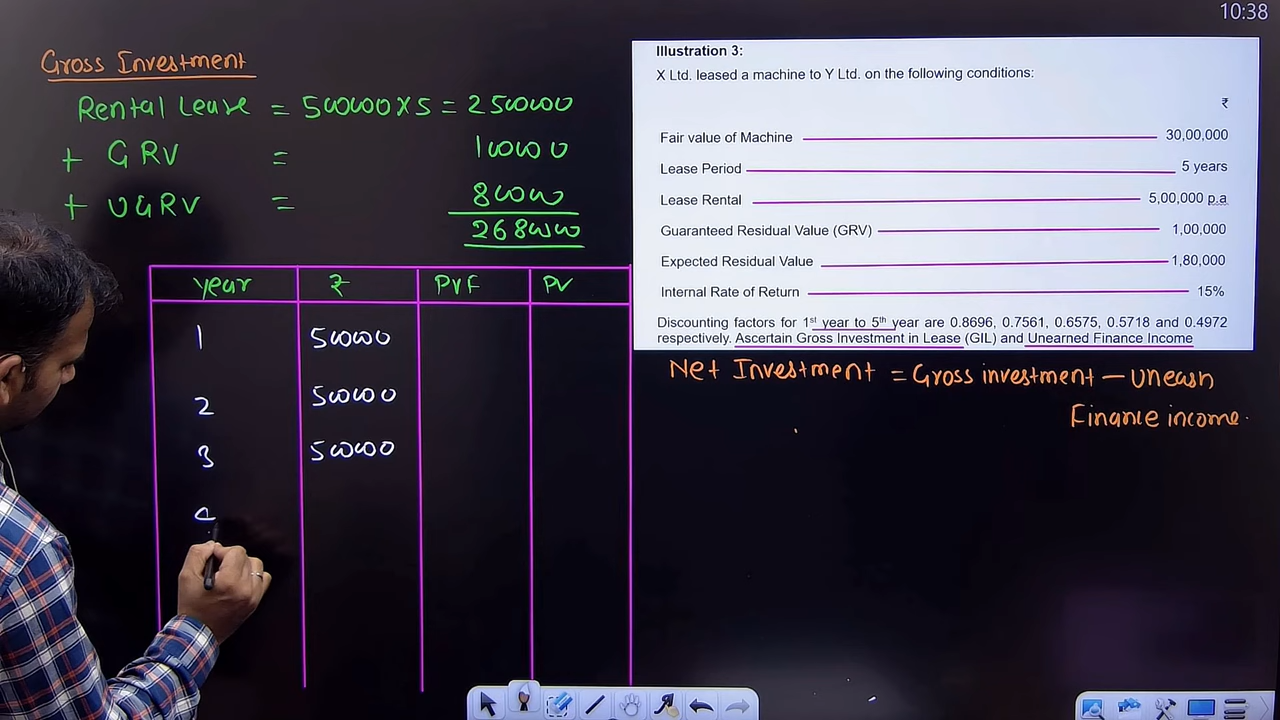 10:38
Gross Investment
Rental Lease = 500000 × 5 = 2500000
+ GRV = 100000
+ UGRV = 80000
2680000
year ₹ PVF PV
1 500000
2 500000
3 500000
4
Illustration 3:
X Ltd. leased a machine to Y Ltd. on the following conditions:
₹
Fair value of Machine 30,00,000
Lease Period 5 years
Lease Rental 5,00,000 p.a
Guaranteed Residual Value (GRV) 1,00,000
Expected Residual Value 1,80,000
Internal Rate of Return 15%
Discounting factors for 1st year to 5th year are 0.8696, 0.7561, 0.6575, 0.5718 and 0.4972
respectively. Ascertain Gross Investment in Lease (GIL) and Unearned Finance Income
Net Investment = Gross investment - Unearn
Finance income.